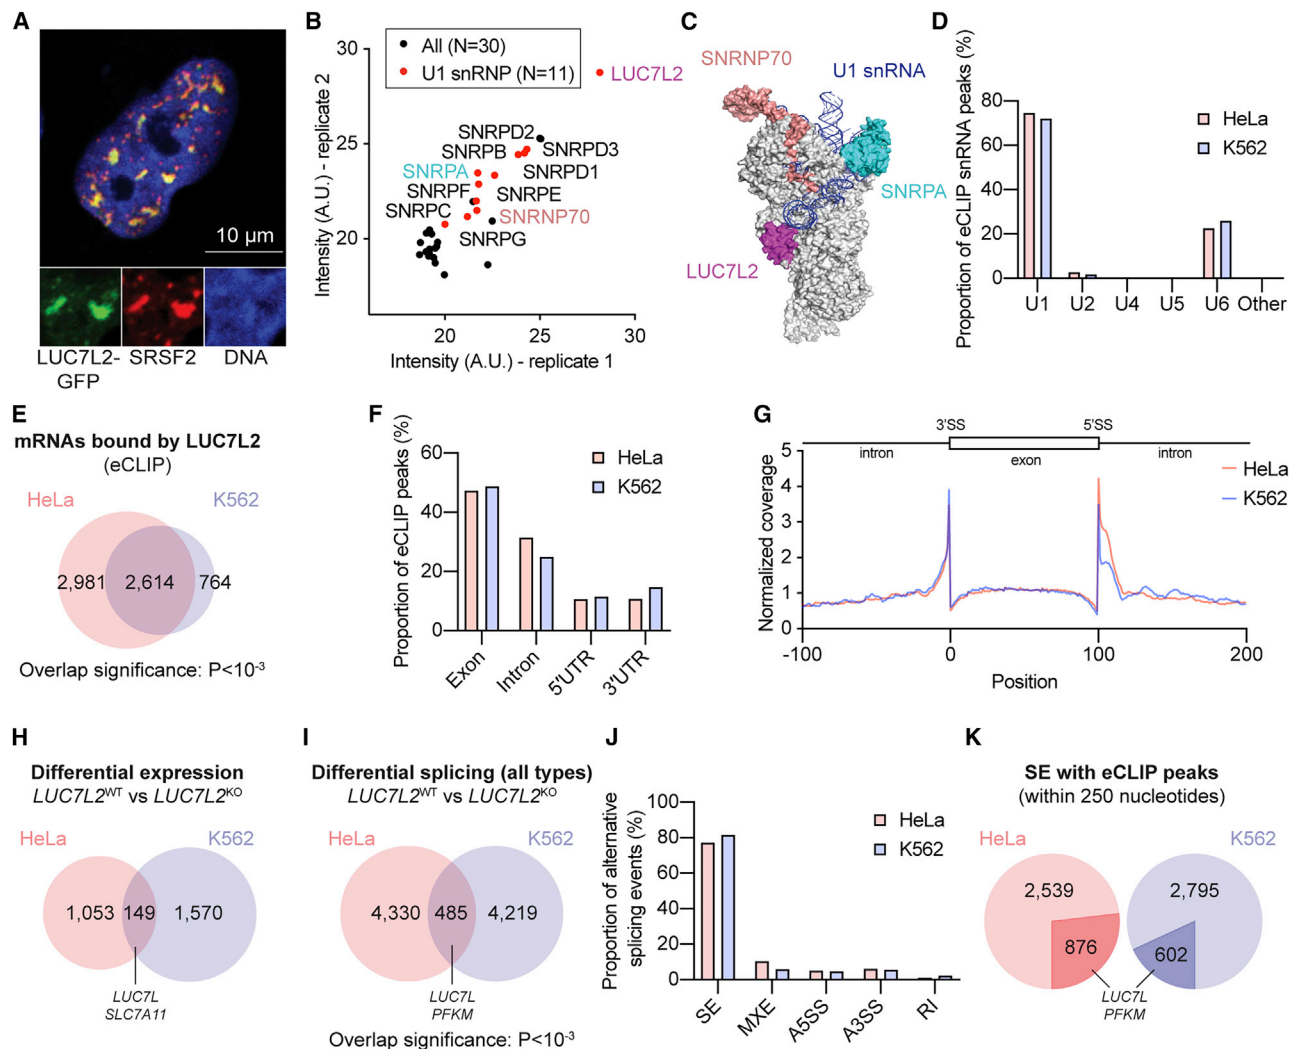 A
10 µm
LUC7L2-
GFP
SRSF2
DNA
B
Intensity (A.U.) - replicate 2
30
25
20
All (N=30)
U1 snRNP (N=11)
LUC7L2
SNRPD2
SNRPB
SNRPD3
SNRPD1
SNRPA
SNRPF
SNRPE
SNRPC
SNRNP70
SNRPG
20
25
30
Intensity (A.U.) - replicate 1
C
SNRNP70
U1 snRNA
SNRPA
LUC7L2
D
Proportion of eCLIP snRNA peaks (%)
80
60
40
20
0
HeLa
K562
U1
U2
U4
U5
U6
Other
E
mRNAs bound by LUC7L2
(eCLIP)
HeLa
K562
2,981
2,614
764
Overlap significance: P<10⁻³
F
Proportion of eCLIP peaks (%)
60
40
20
0
HeLa
K562
Exon
Intron
5'UTR
3'UTR
G
3'SS
5'SS
intron
exon
intron
Normalized coverage
5
4
3
2
1
0
HeLa
K562
-100
0
100
200
Position
H
Differential expression
LUC7L2ᵂᵀ vs LUC7L2ᴷᴼ
HeLa
K562
1,053
149
1,570
LUC7L
SLC7A11
I
Differential splicing (all types)
LUC7L2ᵂᵀ vs LUC7L2ᴷᴼ
HeLa
K562
4,330
485
4,219
LUC7L
PFKM
Overlap significance: P<10⁻³
J
Proportion of alternative
splicing events (%)
100
80
60
40
20
0
HeLa
K562
SE
MXE
A5SS
A3SS
RI
K
SE with eCLIP peaks
(within 250 nucleotides)
HeLa
K562
2,539
2,795
876
602
LUC7L
PFKM